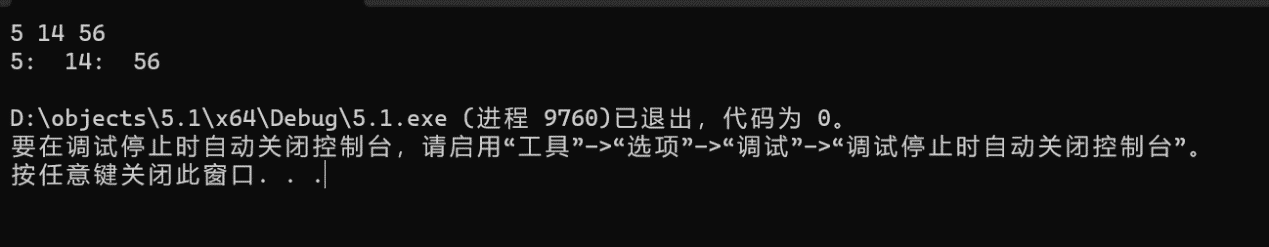 5 14 56
5:  14:  56
D:\objects\5.1\x64\Debug\5.1.exe (进程 9760)已退出，代码为 0。
要在调试停止时自动关闭控制台，请启用“工具”->“选项”->“调试”->“调试停止时自动关闭控制台”。
按任意键关闭此窗口. . .